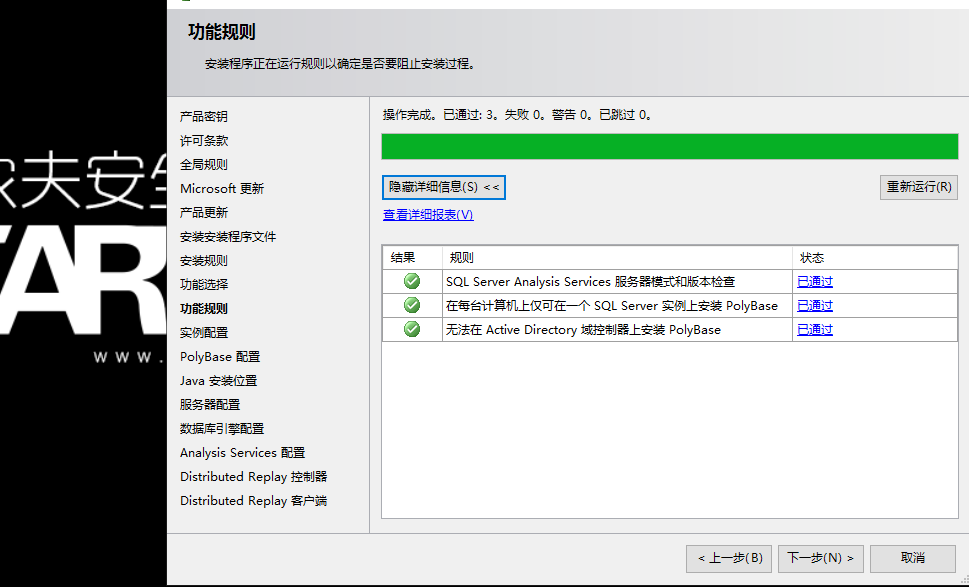 功能规则
安装程序正在运行规则以确定是否要阻止安装过程。
产品密钥
许可条款
全局规则
Microsoft 更新
产品更新
安装安装程序文件
安装规则
功能选择
功能规则
实例配置
PolyBase 配置
Java 安装位置
服务器配置
数据库引擎配置
Analysis Services 配置
Distributed Replay 控制器
Distributed Replay 客户端
操作完成。已通过: 3。失败 0。警告 0。已跳过 0。
隐藏详细信息(S) <<
重新运行(R)
查看详细报表(V)
结果 规则 状态
SQL Server Analysis Services 服务器模式和版本检查 已通过
在每台计算机上仅可在一个 SQL Server 实例上安装 PolyBase 已通过
无法在 Active Directory 域控制器上安装 PolyBase 已通过
< 上一步(B) 下一步(N) > 取消
夫安
TAR
www.